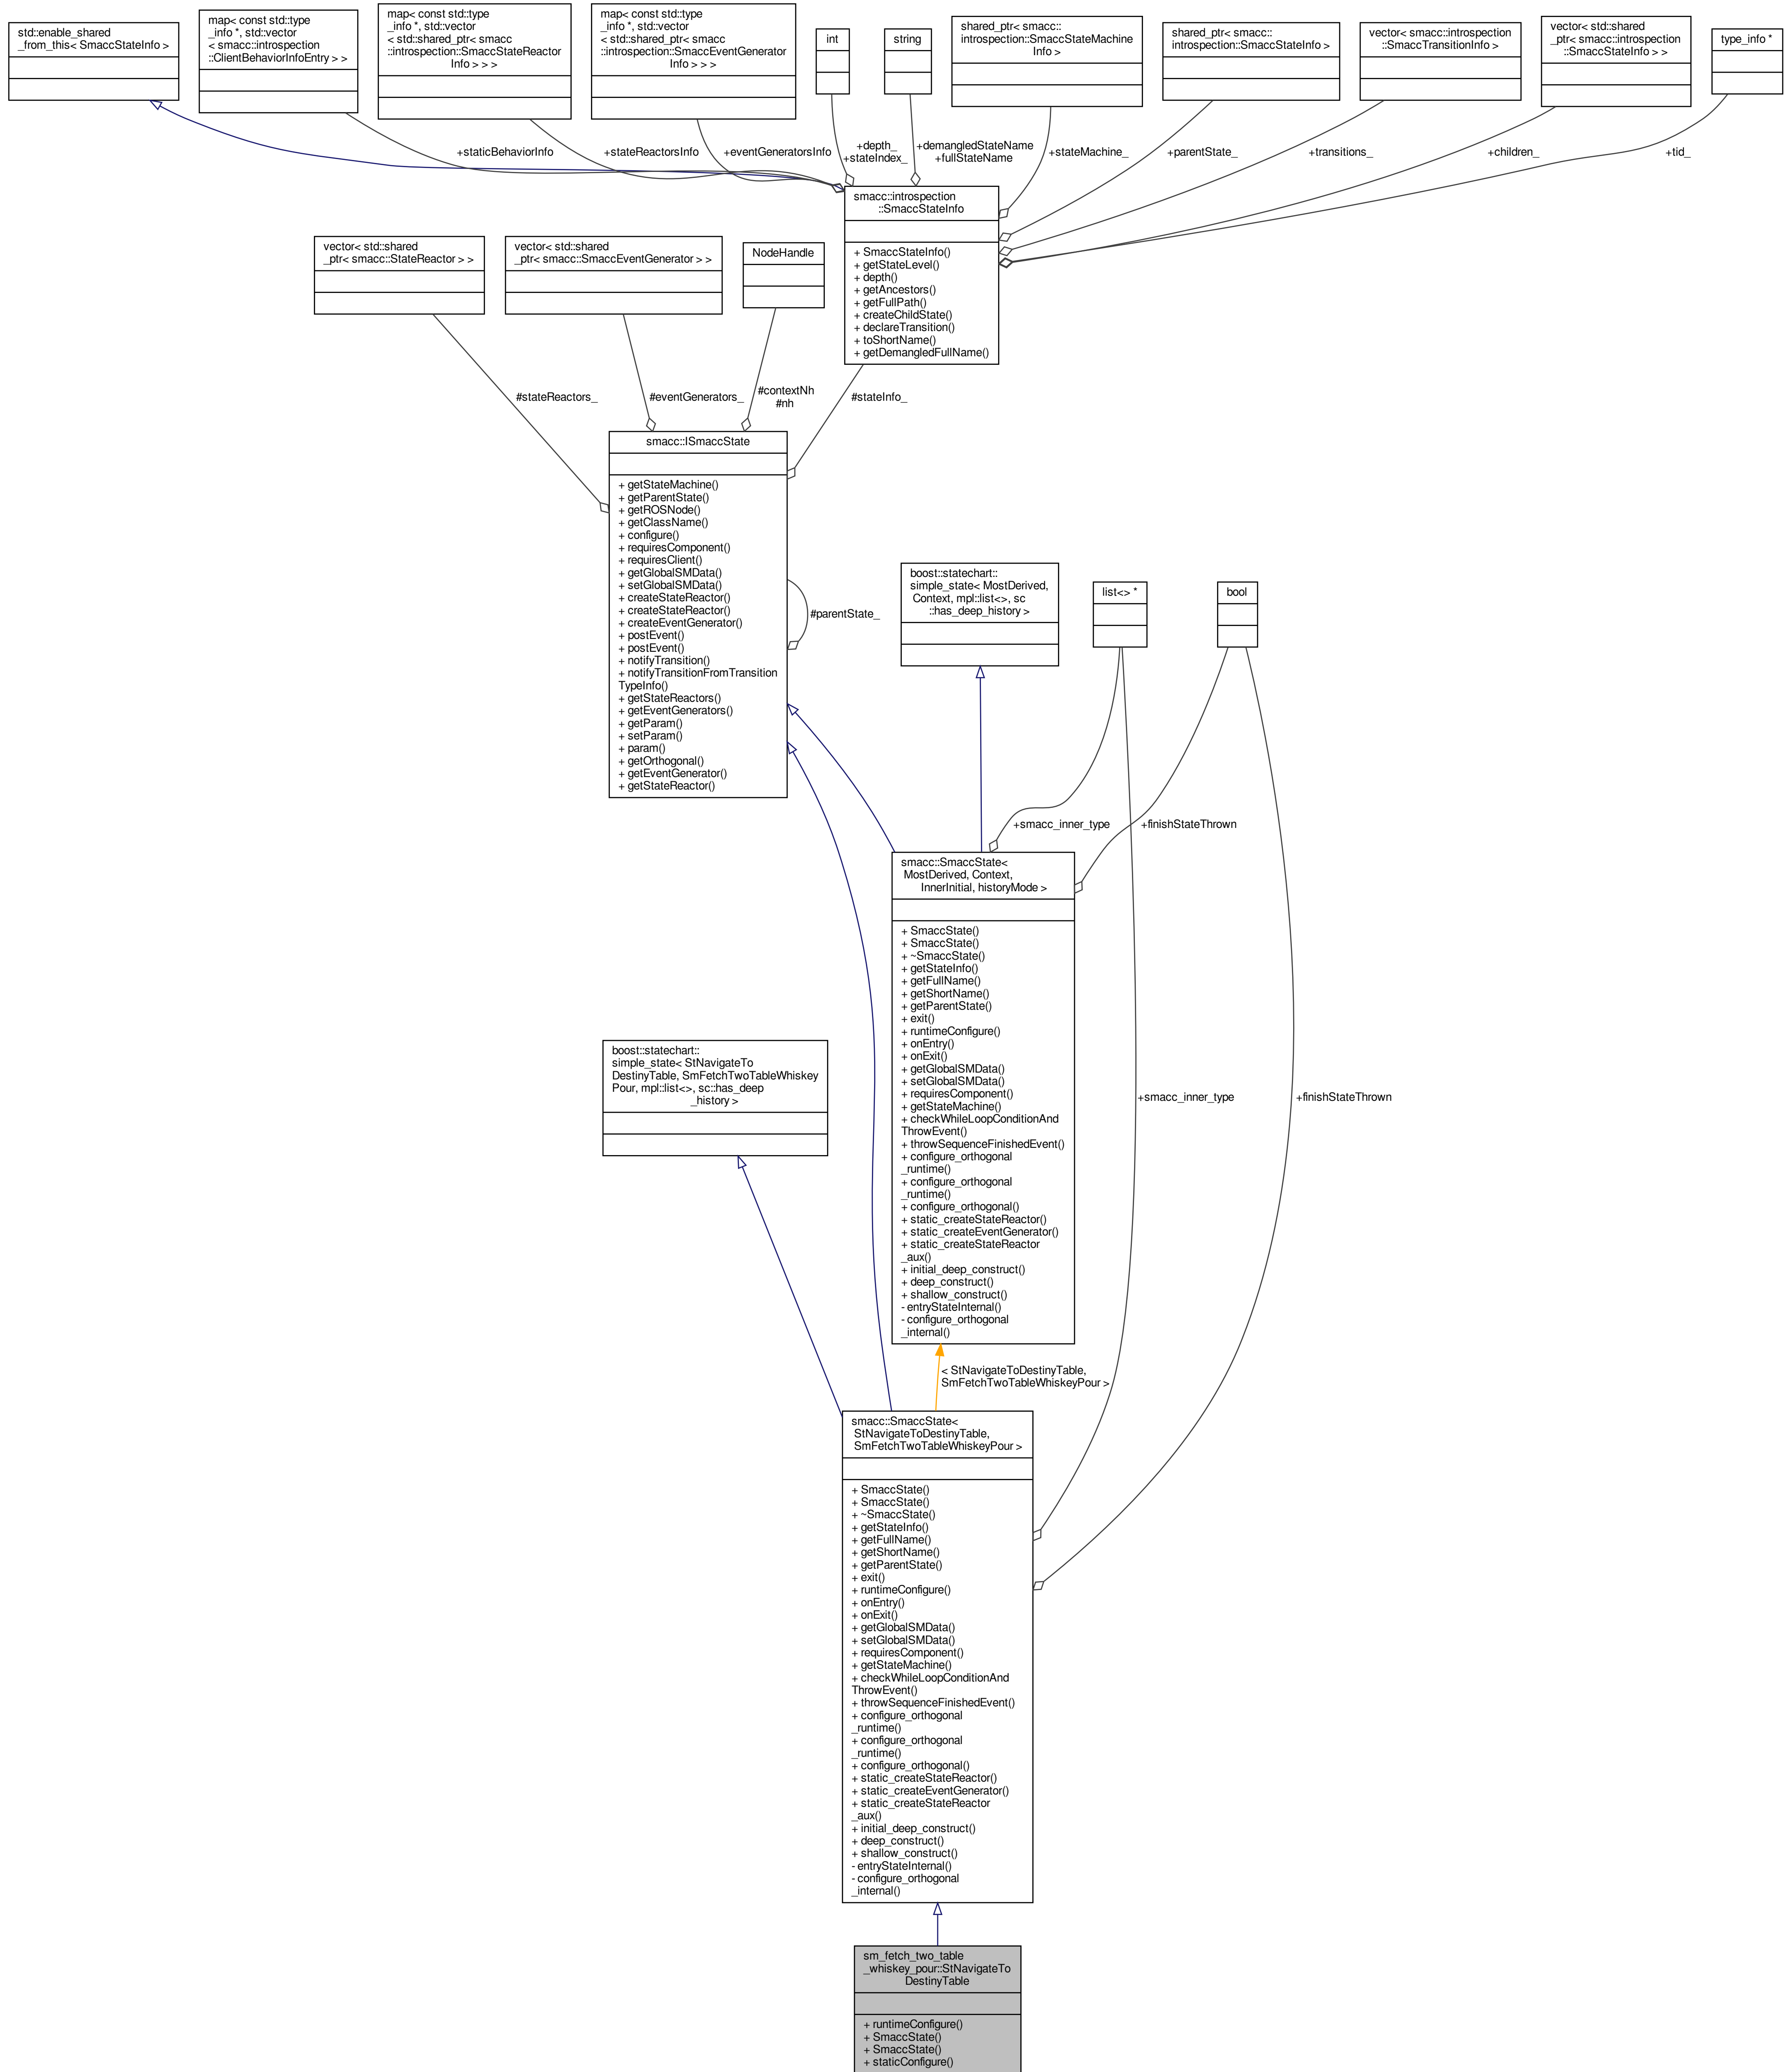 std::enable_shared
_from_this< SmaccStateInfo >
map< const std::type
_info *, std::vector
< smacc::introspection
::ClientBehaviorInfoEntry > >
map< const std::type
_info *, std::vector
< std::shared_ptr< smacc
::introspection::SmaccStateReactor
Info > > >
map< const std::type
_info *, std::vector
< std::shared_ptr< smacc
::introspection::SmaccEventGenerator
Info > > >
int
string
shared_ptr< smacc::
introspection::SmaccStateMachine
Info >
shared_ptr< smacc::
introspection::SmaccStateInfo >
vector< smacc::introspection
::SmaccTransitionInfo >
vector< std::shared
_ptr< smacc::introspection
::SmaccStateInfo > >
type_info *
+staticBehaviorInfo
+stateReactorsInfo
+eventGeneratorsInfo
+depth_
+stateIndex_
+demangledStateName
+fullStateName
+stateMachine_
+parentState_
+transitions_
+children_
+tid_
smacc::introspection
::SmaccStateInfo
+ SmaccStateInfo()
+ getStateLevel()
+ depth()
+ getAncestors()
+ getFullPath()
+ createChildState()
+ declareTransition()
+ toShortName()
+ getDemangledFullName()
vector< std::shared
_ptr< smacc::StateReactor > >
vector< std::shared
_ptr< smacc::SmaccEventGenerator > >
NodeHandle
#stateReactors_
#eventGenerators_
#contextNh
#nh
#stateInfo_
smacc::ISmaccState
+ getStateMachine()
+ getParentState()
+ getROSNode()
+ getClassName()
+ configure()
+ requiresComponent()
+ requiresClient()
+ getGlobalSMData()
+ setGlobalSMData()
+ createStateReactor()
+ createStateReactor()
+ createEventGenerator()
+ postEvent()
+ postEvent()
+ notifyTransition()
+ notifyTransitionFromTransition
TypeInfo()
+ getStateReactors()
+ getEventGenerators()
+ getParam()
+ setParam()
+ param()
+ getOrthogonal()
+ getEventGenerator()
+ getStateReactor()
#parentState_
boost::statechart::
simple_state< MostDerived,
Context, mpl::list<>, sc
::has_deep_history >
list<> *
bool
+smacc_inner_type
+finishStateThrown
smacc::SmaccState<
MostDerived, Context,
InnerInitial, historyMode >
+ SmaccState()
+ SmaccState()
+ ~SmaccState()
+ getStateInfo()
+ getFullName()
+ getShortName()
+ getParentState()
+ exit()
+ runtimeConfigure()
+ onEntry()
+ onExit()
+ getGlobalSMData()
+ setGlobalSMData()
+ requiresComponent()
+ getStateMachine()
+ checkWhileLoopConditionAnd
ThrowEvent()
+ throwSequenceFinishedEvent()
+ configure_orthogonal
_runtime()
+ configure_orthogonal
_runtime()
+ configure_orthogonal()
+ static_createStateReactor()
+ static_createEventGenerator()
+ static_createStateReactor
_aux()
+ initial_deep_construct()
+ deep_construct()
+ shallow_construct()
- entryStateInternal()
- configure_orthogonal
_internal()
boost::statechart::
simple_state< StNavigateTo
DestinyTable, SmFetchTwoTableWhiskey
Pour, mpl::list<>, sc::has_deep
_history >
+smacc_inner_type
+finishStateThrown
< StNavigateToDestinyTable,
SmFetchTwoTableWhiskeyPour >
smacc::SmaccState<
StNavigateToDestinyTable,
SmFetchTwoTableWhiskeyPour >
+ SmaccState()
+ SmaccState()
+ ~SmaccState()
+ getStateInfo()
+ getFullName()
+ getShortName()
+ getParentState()
+ exit()
+ runtimeConfigure()
+ onEntry()
+ onExit()
+ getGlobalSMData()
+ setGlobalSMData()
+ requiresComponent()
+ getStateMachine()
+ checkWhileLoopConditionAnd
ThrowEvent()
+ throwSequenceFinishedEvent()
+ configure_orthogonal
_runtime()
+ configure_orthogonal
_runtime()
+ configure_orthogonal()
+ static_createStateReactor()
+ static_createEventGenerator()
+ static_createStateReactor
_aux()
+ initial_deep_construct()
+ deep_construct()
+ shallow_construct()
- entryStateInternal()
- configure_orthogonal
_internal()
sm_fetch_two_table
_whiskey_pour::StNavigateTo
DestinyTable
+ runtimeConfigure()
+ SmaccState()
+ SmaccState()
+ staticConfigure()